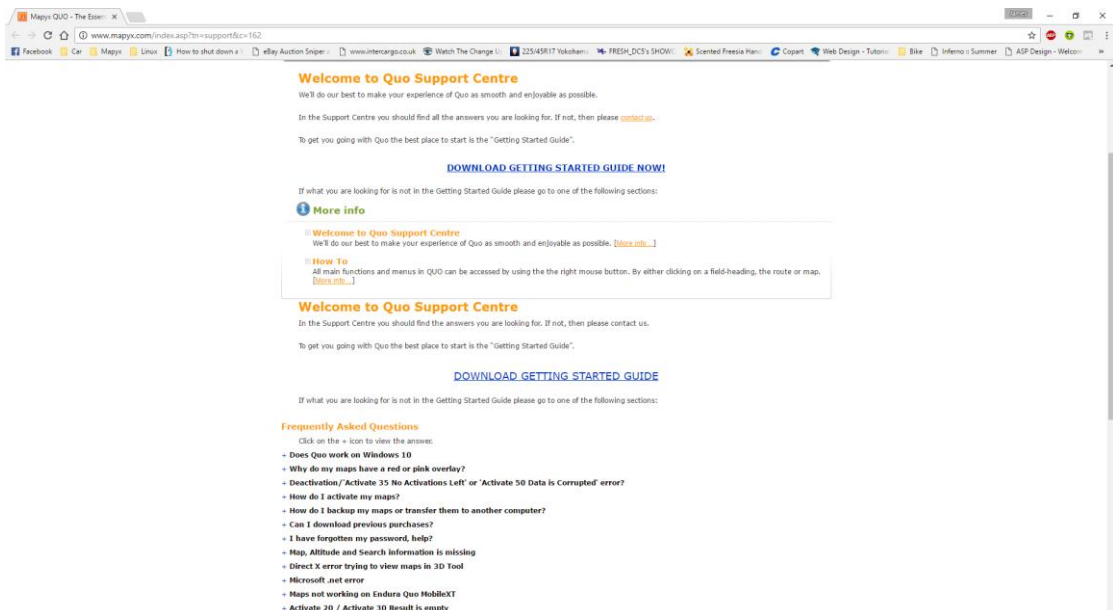 Mapyx QUO - The Essen
James
www.mapyx.com/index.asp?tn=support&c=162
Facebook Car Mapyx Linux How to shut down a eBay Auction Sniper www.intercargo.co.uk Watch The Change 225/45R17 Yokohama FRESH_DC5's SHOW Scented Freesia Hand Copart Web Design - Tutorial Bike Inferno :: Summer ASP Design - Welcom »
Welcome to Quo Support Centre
We'll do our best to make your experience of Quo as smooth and enjoyable as possible.
In the Support Centre you should find all the answers you are looking for. If not, then please contact us.
To get you going with Quo the best place to start is the "Getting Started Guide".
DOWNLOAD GETTING STARTED GUIDE NOW!
If what you are looking for is not in the Getting Started Guide please go to one of the following sections:
More info
Welcome to Quo Support Centre
We'll do our best to make your experience of Quo as smooth and enjoyable as possible. [More info...]
How To
All main functions and menus in QUO can be accessed by using the the right mouse button. By either clicking on a field-heading, the route or map.
[More info...]
Welcome to Quo Support Centre
In the Support Centre you should find the answers you are looking for. If not, then please contact us.
To get you going with Quo the best place to start is the "Getting Started Guide".
DOWNLOAD GETTING STARTED GUIDE
If what you are looking for is not in the Getting Started Guide please go to one of the following sections:
Frequently Asked Questions
Click on the + icon to view the answer.
+ Does Quo work on Windows 10
+ Why do my maps have a red or pink overlay?
+ Deactivation/'Activate 35 No Activations Left' or 'Activate 50 Data is Corrupted' error?
+ How do I activate my maps?
+ How do I backup my maps or transfer them to another computer?
+ Can I download previous purchases?
+ I have forgotten my password, help?
+ Map, Altitude and Search information is missing
+ Direct X error trying to view maps in 3D Tool
+ Microsoft .net error
+ Maps not working on Endura Quo MobileXT
+ Activate 20 / Activate 30 Result is empty